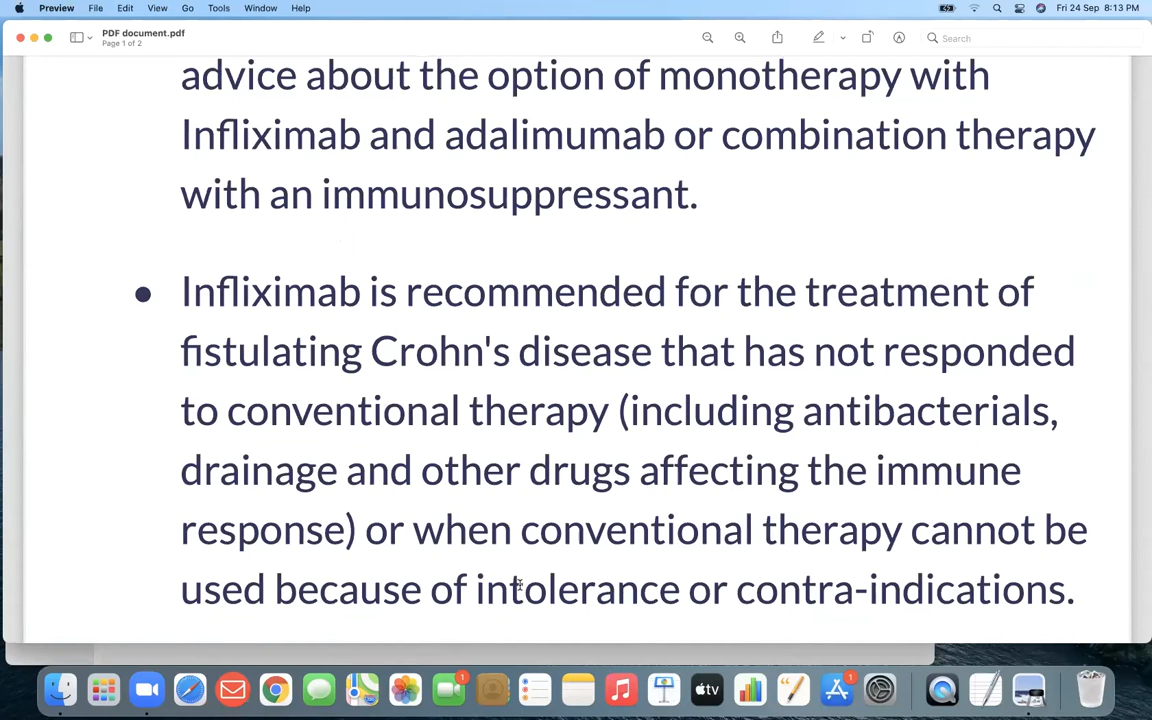 Preview File Edit View Go Tools Window Help Fri 24 Sep 8:13 PM
PDF document.pdf
Page 1 of 2
Search
advice about the option of monotherapy with
Infliximab and adalimumab or combination therapy
with an immunosuppressant.
● Infliximab is recommended for the treatment of
fistulating Crohn's disease that has not responded
to conventional therapy (including antibacterials,
drainage and other drugs affecting the immune
response) or when conventional therapy cannot be
used because of intolerance or contra-indications.
1
tv
1